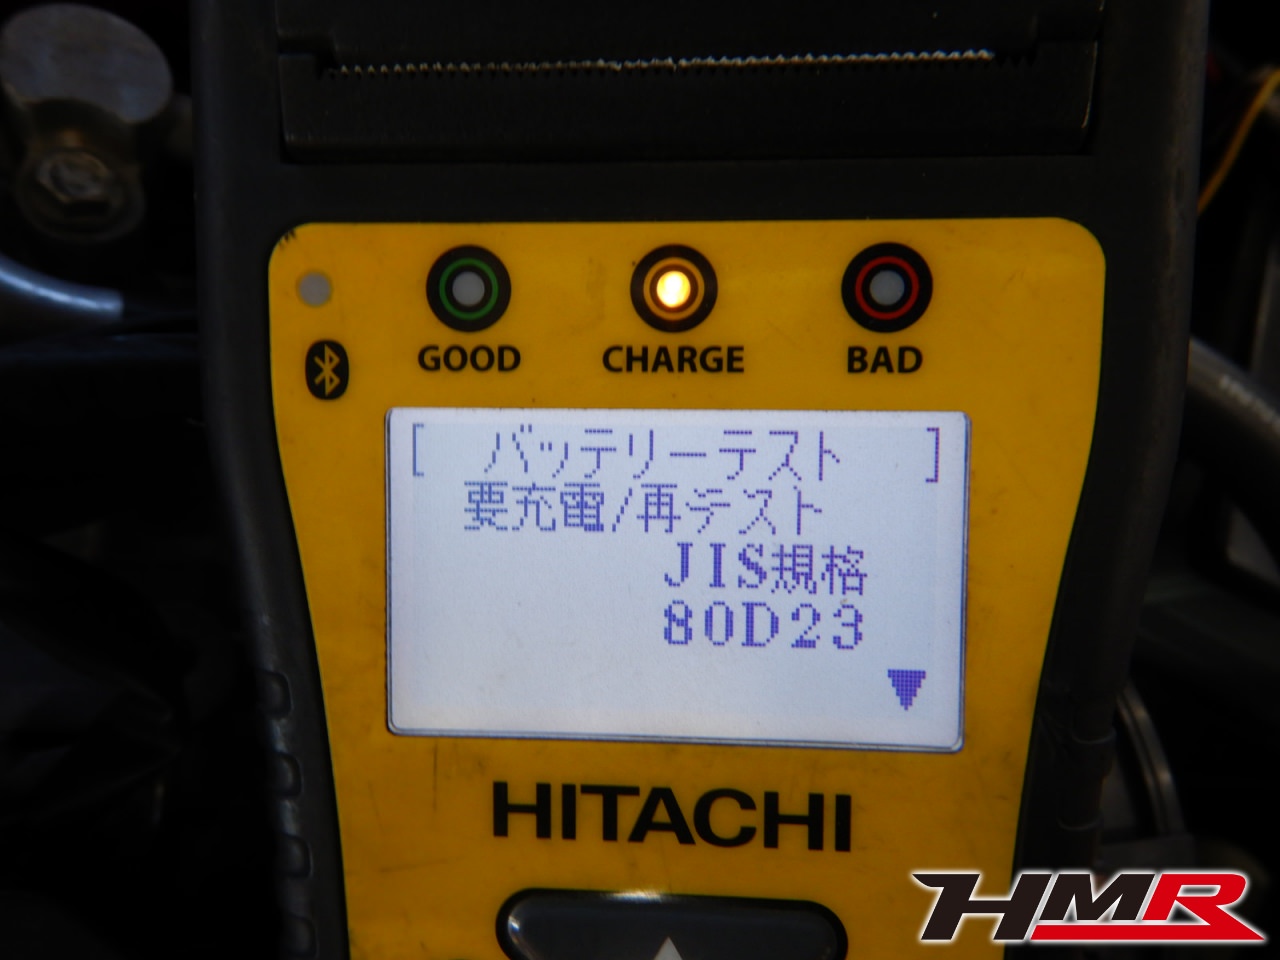 GOOD CHARGE BAD
[ バッテリーテスト ]
要充電/再テスト
JIS規格
80D23
HITACHI
HMR